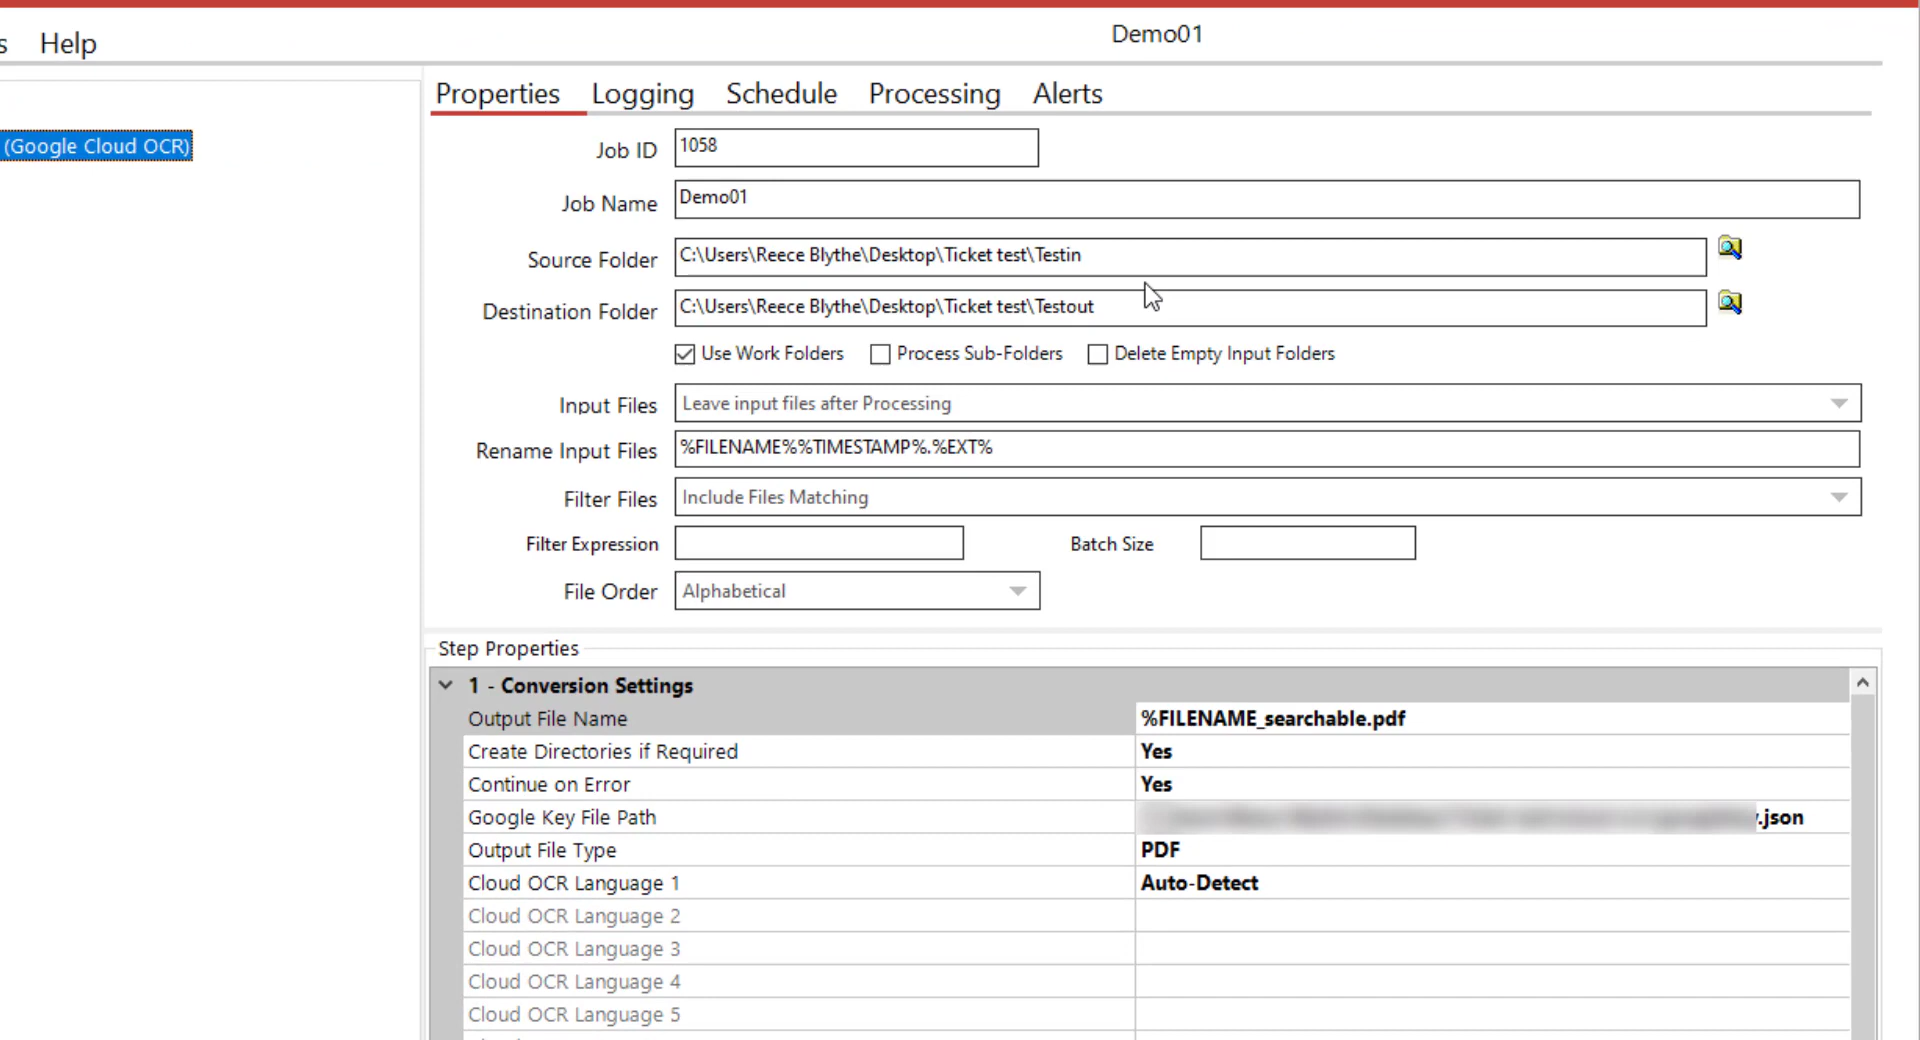 s Help
Demo01
(Google Cloud OCR)
Properties Logging Schedule Processing Alerts
Job ID 1058
Job Name Demo01
Source Folder C:\Users\Reece Blythe\Desktop\Ticket test\Testin
Destination Folder C:\Users\Reece Blythe\Desktop\Ticket test\Testout
Use Work Folders Process Sub-Folders Delete Empty Input Folders
Input Files Leave input files after Processing
Rename Input Files %FILENAME%%TIMESTAMP%.%EXT%
Filter Files Include Files Matching
Filter Expression Batch Size
File Order Alphabetical
Step Properties
1 - Conversion Settings
Output File Name %FILENAME_searchable.pdf
Create Directories if Required Yes
Continue on Error Yes
Google Key File Path .json
Output File Type PDF
Cloud OCR Language 1 Auto-Detect
Cloud OCR Language 2
Cloud OCR Language 3
Cloud OCR Language 4
Cloud OCR Language 5